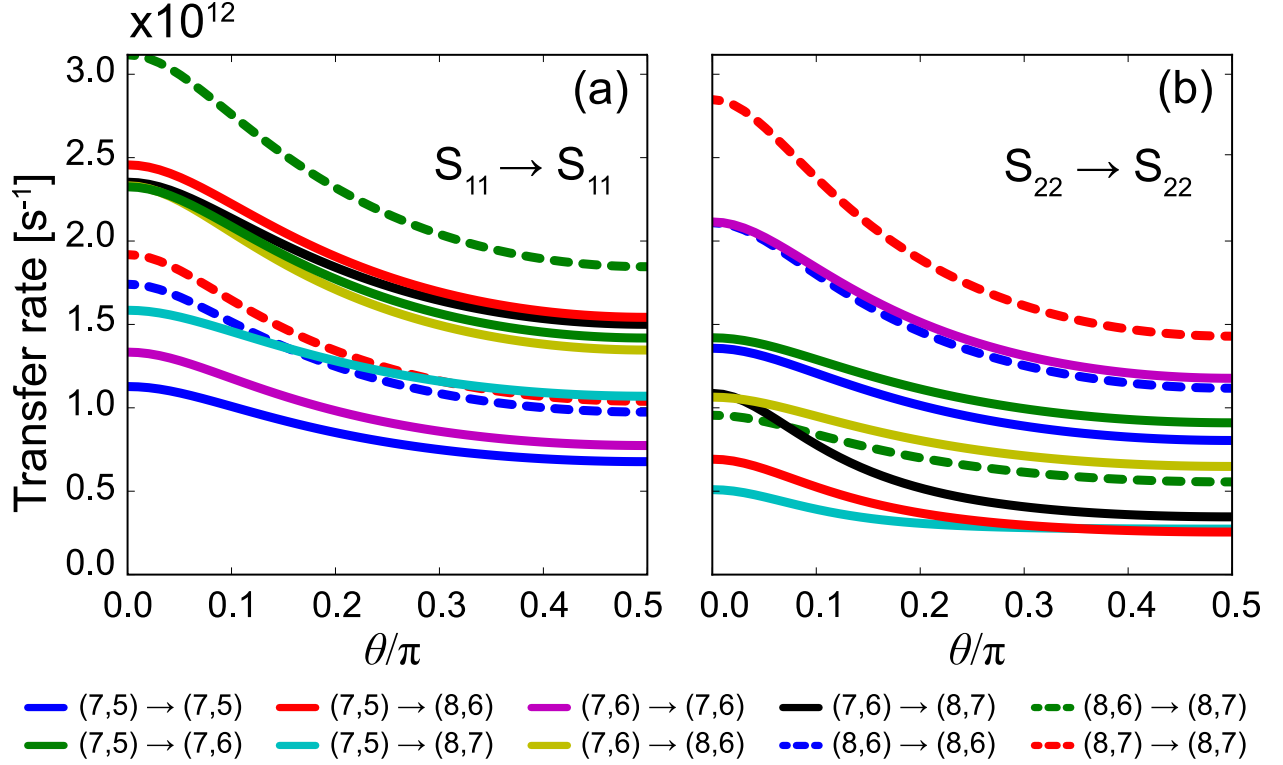 x10¹²
(a)
(b)
S₁₁ → S₁₁
S₂₂ → S₂₂
Transfer rate [s⁻¹]
3.0
2.5
2.0
1.5
1.0
0.5
0.0
0.0 0.1 0.2 0.3 0.4 0.5
0.0 0.1 0.2 0.3 0.4 0.5
θ/π
θ/π
(7,5) → (7,5) (7,5) → (8,6) (7,6) → (7,6) (7,6) → (8,7) (8,6) → (8,7)
(7,5) → (7,6) (7,5) → (8,7) (7,6) → (8,6) (8,6) → (8,6) (8,7) → (8,7)